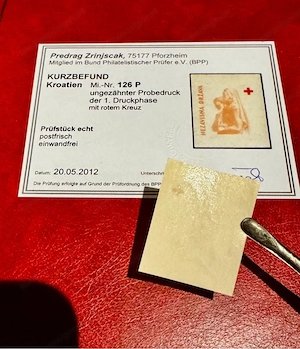 Predrag Zrinjscak, 75177 Pforzheim
Mitglied im Bund Philatelistischer Prüfer e.V. (BPP)
KURZBEFUND
Kroatien Mi.-Nr. 126 P
ungezähnter Probedruck
der 1. Druckphase
mit rotem Kreuz
Prüfstück echt
postfrisch
einwandfrei
Datum: 20.05.2012
Unterschrift
Die Prüfung erfolgte auf Grund der Prüfordnung des BPP